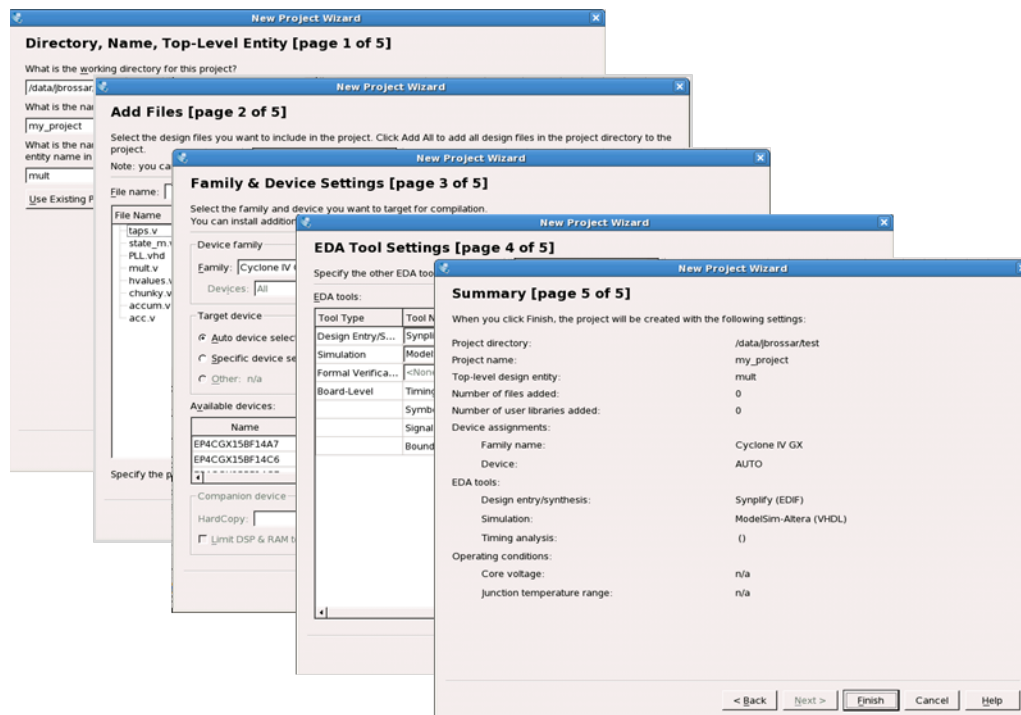 New Project Wizard
Directory, Name, Top-Level Entity [page 1 of 5]
What is the working directory for this project?
/data/jbrossar
What is the na
my_project
What is the na
entity name in
mult
Use Existing P
New Project Wizard
Add Files [page 2 of 5]
Select the design files you want to include in the project. Click Add All to add all design files in the project directory to the
project.
Note: you ca
File name:
File Name
taps.v
state_m.v
PLL.vhd
mult.v
hvalues.v
chunky.v
accum.v
acc.v
Specify the p
New Project Wizard
Family & Device Settings [page 3 of 5]
Select the family and device you want to target for compilation.
You can install addition
Device family
Family: Cyclone IV G
Devices: All
Target device
Auto device selec
Specific device se
Other: n/a
Available devices:
Name
EP4CGX15BF14A7
EP4CGX15BF14C6
Companion device
HardCopy:
Limit DSP & RAM t
New Project Wizard
EDA Tool Settings [page 4 of 5]
Specify the other EDA too
EDA tools:
Tool Type Tool N
Design Entry/S... Synpli
Simulation Model
Formal Verifica... <None
Board-Level Timing
Symb
Signal
Bound
New Project Wizard
Summary [page 5 of 5]
When you click Finish, the project will be created with the following settings:
Project directory: /data/jbrossar/test
Project name: my_project
Top-level design entity: mult
Number of files added: 0
Number of user libraries added: 0
Device assignments:
Family name: Cyclone IV GX
Device: AUTO
EDA tools:
Design entry/synthesis: Synplify (EDIF)
Simulation: ModelSim-Altera (VHDL)
Timing analysis: ()
Operating conditions:
Core voltage: n/a
Junction temperature range: n/a
< Back Next > Finish Cancel Help